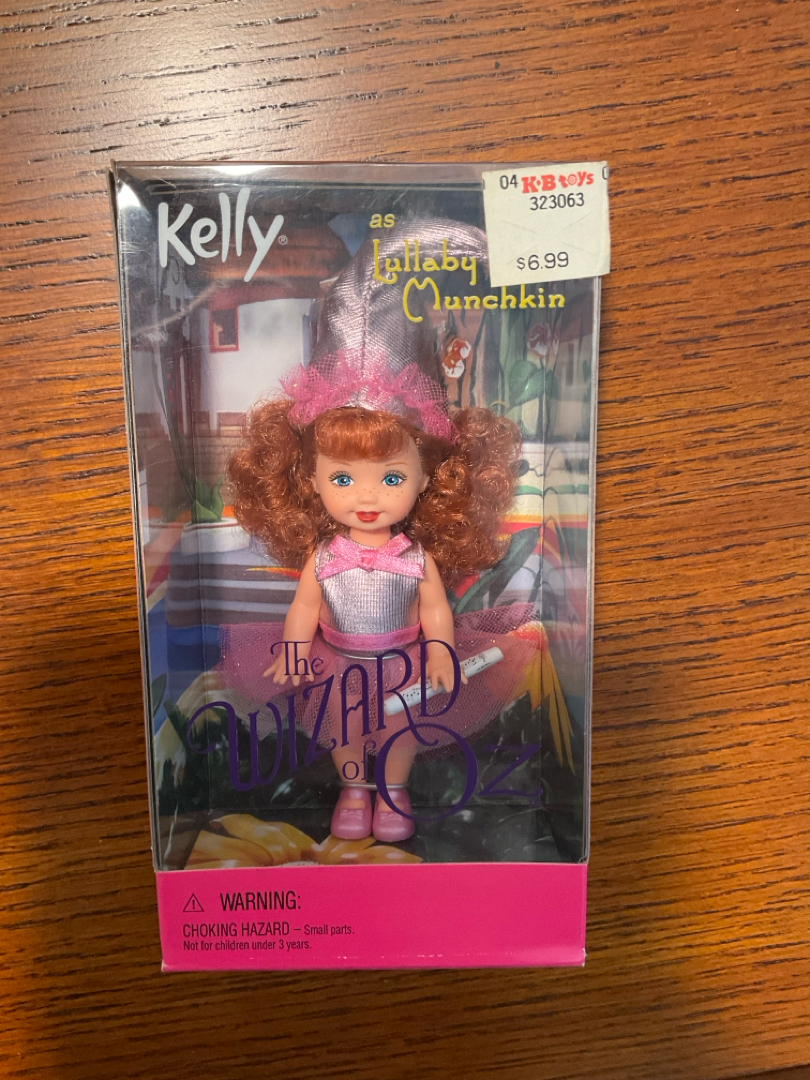 Kelly®
as
Lullaby
Munchkin
04 K·B toys
323063
$6.99
The
WIZARD
of OZ
⚠ WARNING:
CHOKING HAZARD – Small parts.
Not for children under 3 years.